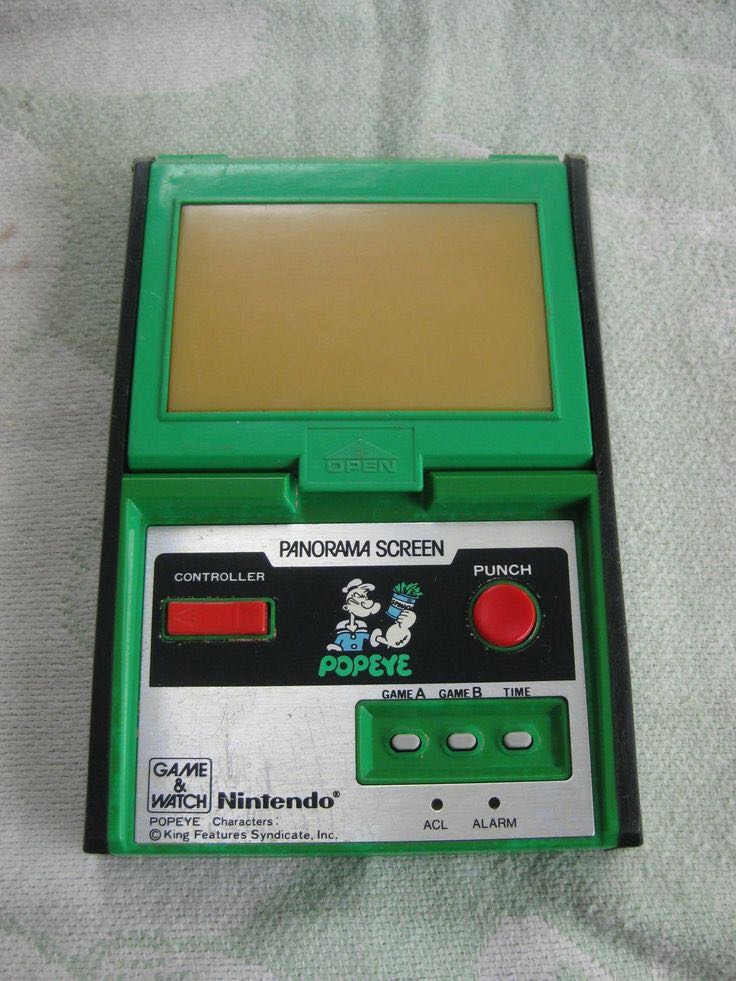 OPEN
PANORAMA SCREEN
CONTROLLER
PUNCH
POPEYE
GAME A GAME B TIME
GAME
&
WATCH
Nintendo®
ACL ALARM
POPEYE Characters:
© King Features Syndicate, Inc.